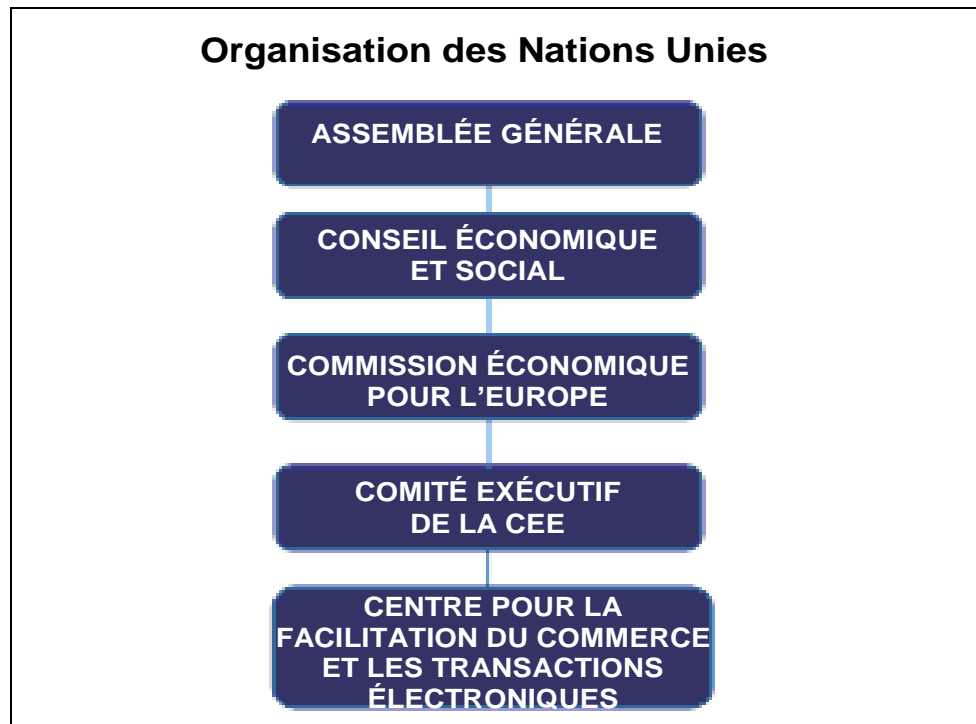 Organisation des Nations Unies
ASSEMBLÉE GÉNÉRALE
CONSEIL ÉCONOMIQUE
ET SOCIAL
COMMISSION ÉCONOMIQUE
POUR L’EUROPE
COMITÉ EXÉCUTIF
DE LA CEE
CENTRE POUR LA
FACILITATION DU COMMERCE
ET LES TRANSACTIONS
ÉLECTRONIQUES